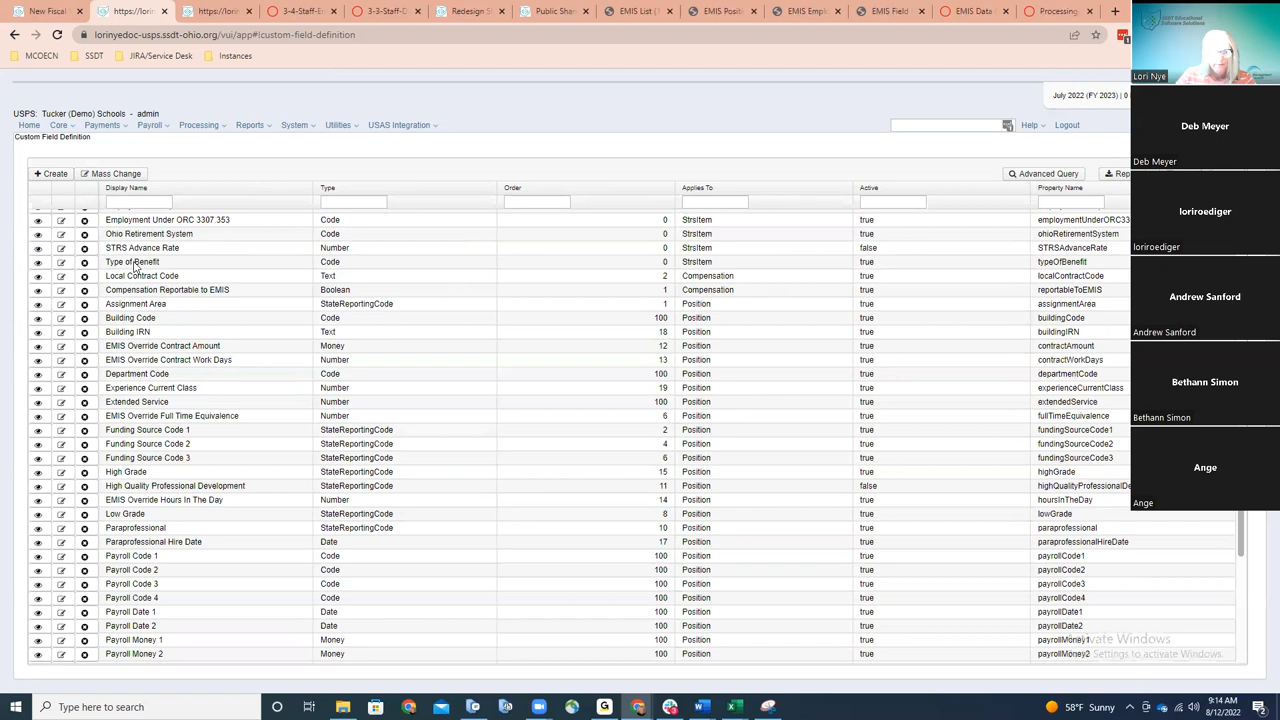 New Fiscal
https://lori
https://lori
3-4-Staff-E
3-3-Staff-D
Redesign
Public Shar
EMIS List (
EMIS Posit
EMIS Empl
EMIS Field
EMIS Data
Processing
lorinyedoc-usps.ssdt-ohio.org/vui/app#!custom-field-definition
MCOECN SSDT JIRA/Service Desk Instances
July 2022 (FY 2023) | 0
USPS: Tucker (Demo) Schools - admin
Home Core Payments Payroll Processing Reports System Utilities USAS Integration Help Logout
Custom Field Definition
+ Create Mass Change Advanced Query Rep
Display Name Type Order Applies To Active Property Name
Employment Under ORC 3307.353 Code 0 StrsItem true employmentUnderORC33
Ohio Retirement System Code 0 StrsItem true ohioRetirementSystem
STRS Advance Rate Number 0 StrsItem false STRSAdvanceRate
Type of Benefit Code 0 StrsItem true typeOfBenefit
Local Contract Code Text 2 Compensation true localContractCode
Compensation Reportable to EMIS Boolean 1 Compensation true reportableToEMIS
Assignment Area StateReportingCode 1 Position true assignmentArea
Building Code Code 100 Position true buildingCode
Building IRN Text 18 Position true buildingIRN
EMIS Override Contract Amount Money 12 Position true contractAmount
EMIS Override Contract Work Days Number 13 Position true contractWorkDays
Department Code Code 100 Position true departmentCode
Experience Current Class Number 19 Position true experienceCurrentClass
Extended Service Number 100 Position true extendedService
EMIS Override Full Time Equivalence Number 6 Position true fullTimeEquivalence
Funding Source Code 1 StateReportingCode 2 Position true fundingSourceCode1
Funding Source Code 2 StateReportingCode 4 Position true fundingSourceCode2
Funding Source Code 3 StateReportingCode 6 Position true fundingSourceCode3
High Grade StateReportingCode 15 Position true highGrade
High Quality Professional Development StateReportingCode 11 Position false highQualityProfessionalDe
EMIS Override Hours In The Day Number 14 Position true hoursInTheDay
Low Grade StateReportingCode 8 Position true lowGrade
Paraprofessional StateReportingCode 10 Position true paraprofessional
Paraprofessional Hire Date Date 17 Position true paraprofessionalHireDate
Payroll Code 1 Code 100 Position true payrollCode1
Payroll Code 2 Code 100 Position true payrollCode2
Payroll Code 3 Code 100 Position true payrollCode3
Payroll Code 4 Code 100 Position true payrollCode4
Payroll Date 1 Date 100 Position true payrollDate1
Payroll Date 2 Date 100 Position true payrollDate2
Payroll Money 1 Money 100 Position true payrollMoney1
Payroll Money 2 Money 100 Position true payrollMoney2
Activate Windows
Settings to activate Windows.
SSDT Educational
Software Solutions
Lori Nye
Deb Meyer
Deb Meyer
loriroediger
loriroediger
Andrew Sanford
Andrew Sanford
Bethann Simon
Bethann Simon
Ange
Ange
Type here to search
58°F Sunny
9:14 AM
8/12/2022